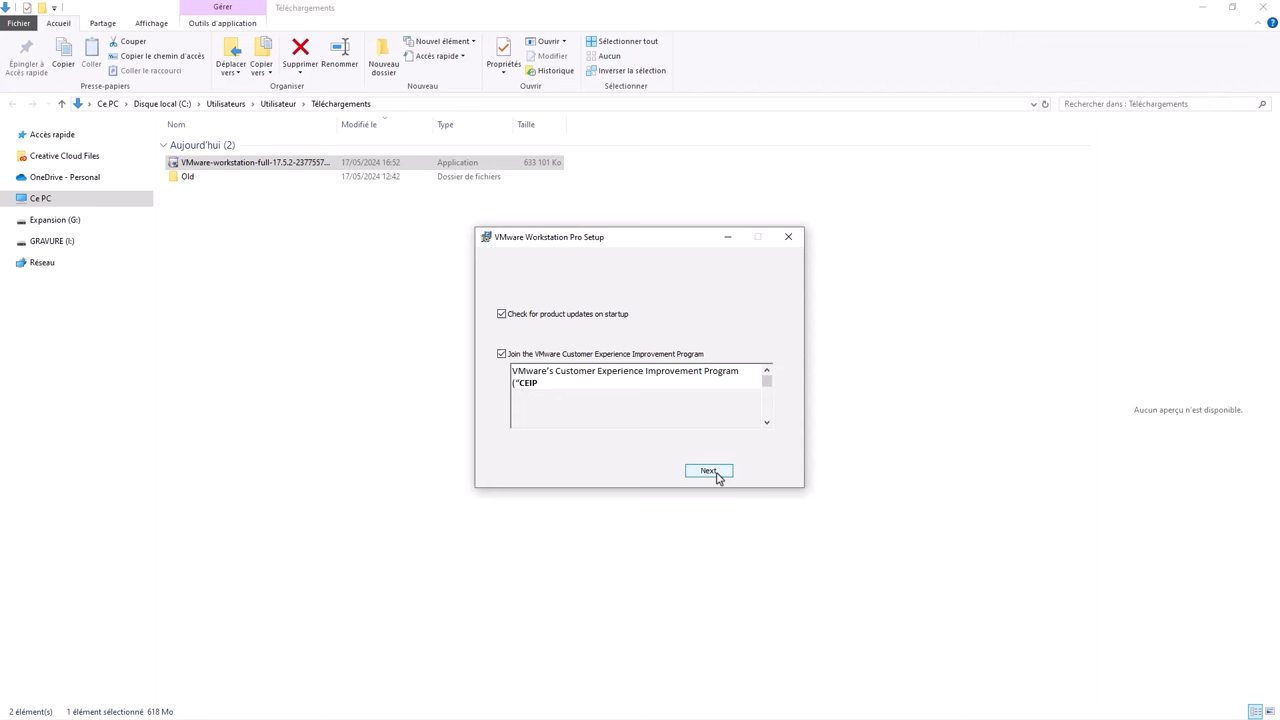 Gérer
Téléchargements
Fichier
Accueil
Partage
Affichage
Outils d'application
Épingler à
Accès rapide
Copier
Coller
Couper
Copier le chemin d'accès
Coller le raccourci
Presse-papiers
Déplacer
vers
Copier
vers
Supprimer
Renommer
Organiser
Nouveau
dossier
Nouvel élément
Accès rapide
Nouveau
Propriétés
Ouvrir
Modifier
Historique
Ouvrir
Sélectionner tout
Aucun
Inverser la sélection
Sélectionner
Ce PC > Disque local (C:) > Utilisateurs > Utilisateur > Téléchargements
Rechercher dans : Téléchargements
Accès rapide
Creative Cloud Files
OneDrive - Personal
Ce PC
Expansion (G:)
GRAVURE (I:)
Réseau
Nom Modifié le Type Taille
Aujourd'hui (2)
VMware-workstation-full-17.5.2-2377557... 17/05/2024 16:52 Application 633 101 Ko
Old 17/05/2024 12:42 Dossier de fichiers
VMware Workstation Pro Setup
Check for product updates on startup
Join the VMware Customer Experience Improvement Program
VMware's Customer Experience Improvement Program
("CEIP
Next
Aucun aperçu n'est disponible.
2 élément(s) 1 élément sélectionné 618 Mo